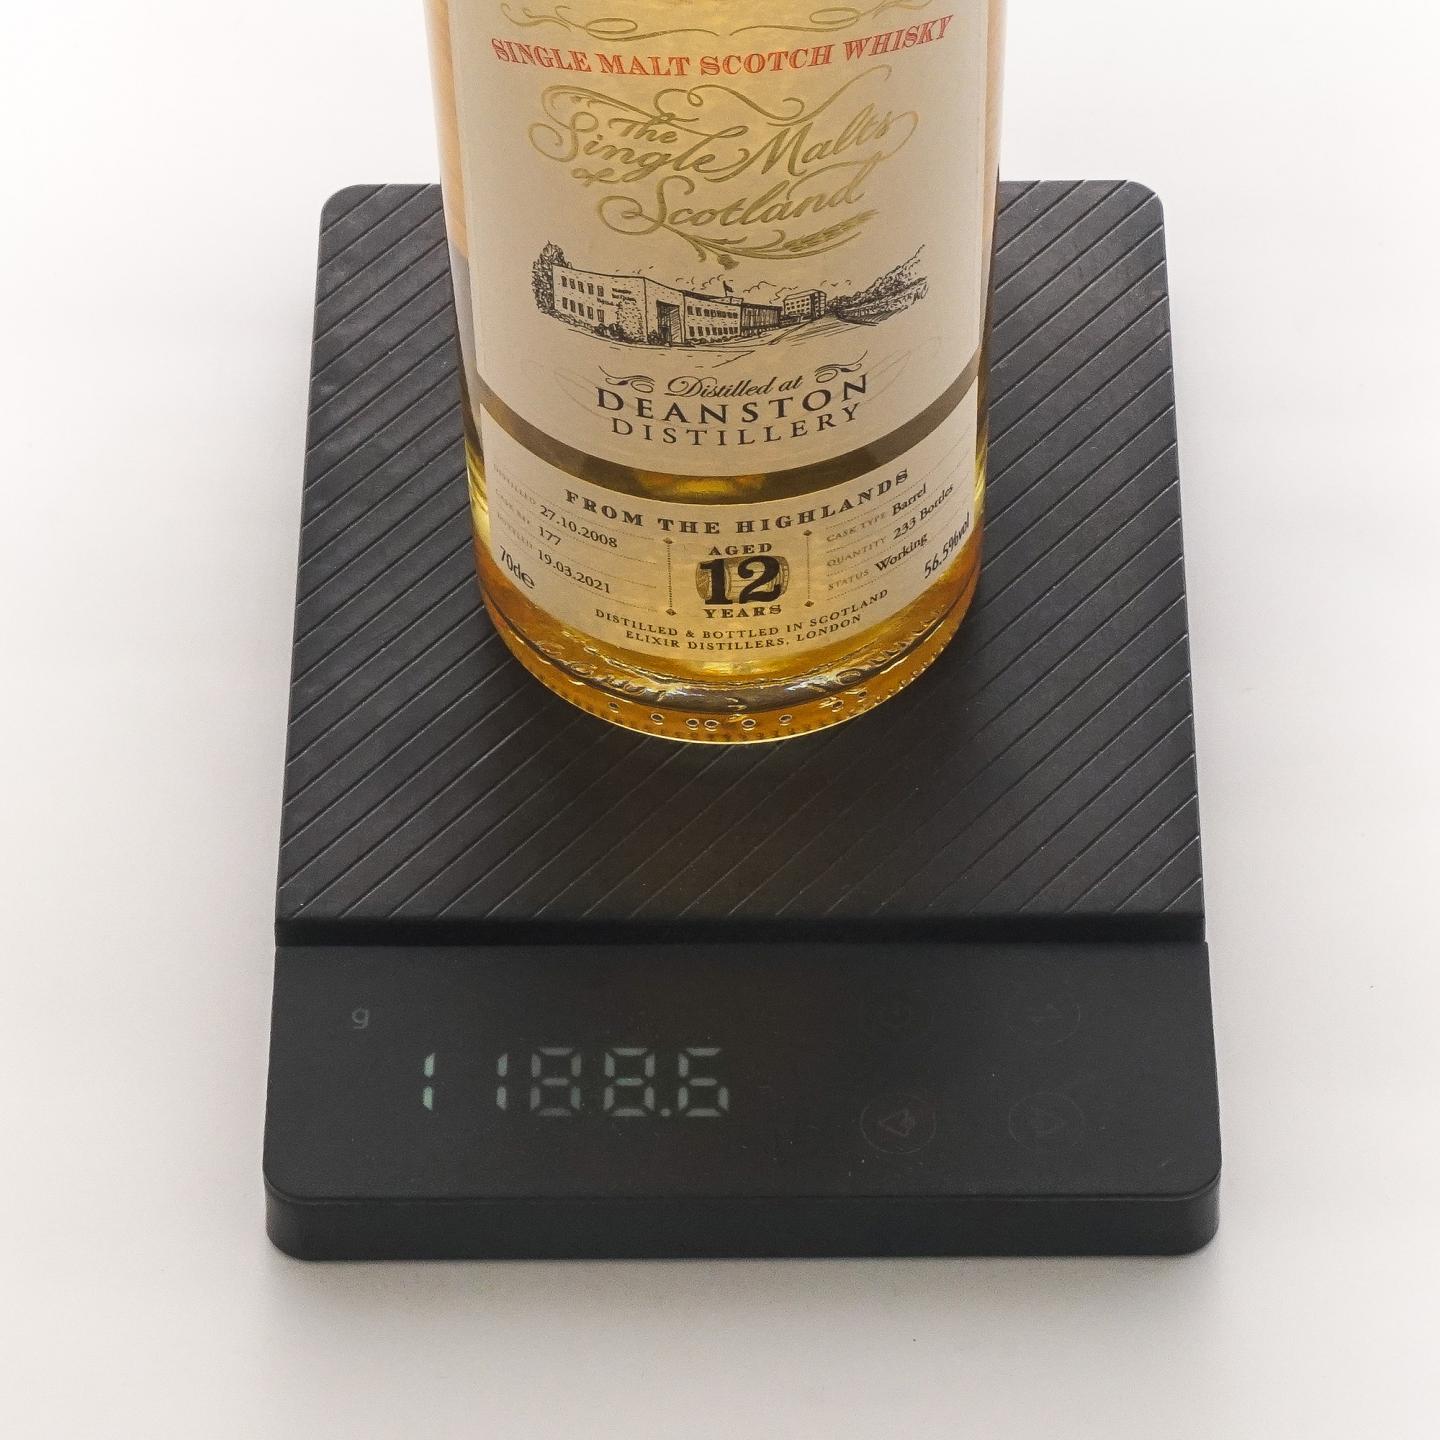 SINGLE MALT SCOTCH WHISKY
The
Single Malts
of
Scotland
Distilled at
DEANSTON
DISTILLERY
FROM THE HIGHLANDS
DISTILLED 27.10.2008
CASK REF 177
BOTTLED 19.03.2021
70cl℮
AGED
12
YEARS
CASK TYPE Barrel
QUANTITY 233 Bottles
STATUS Working
56.5%vol
DISTILLED & BOTTLED IN SCOTLAND
ELIXIR DISTILLERS, LONDON
g
1188.6